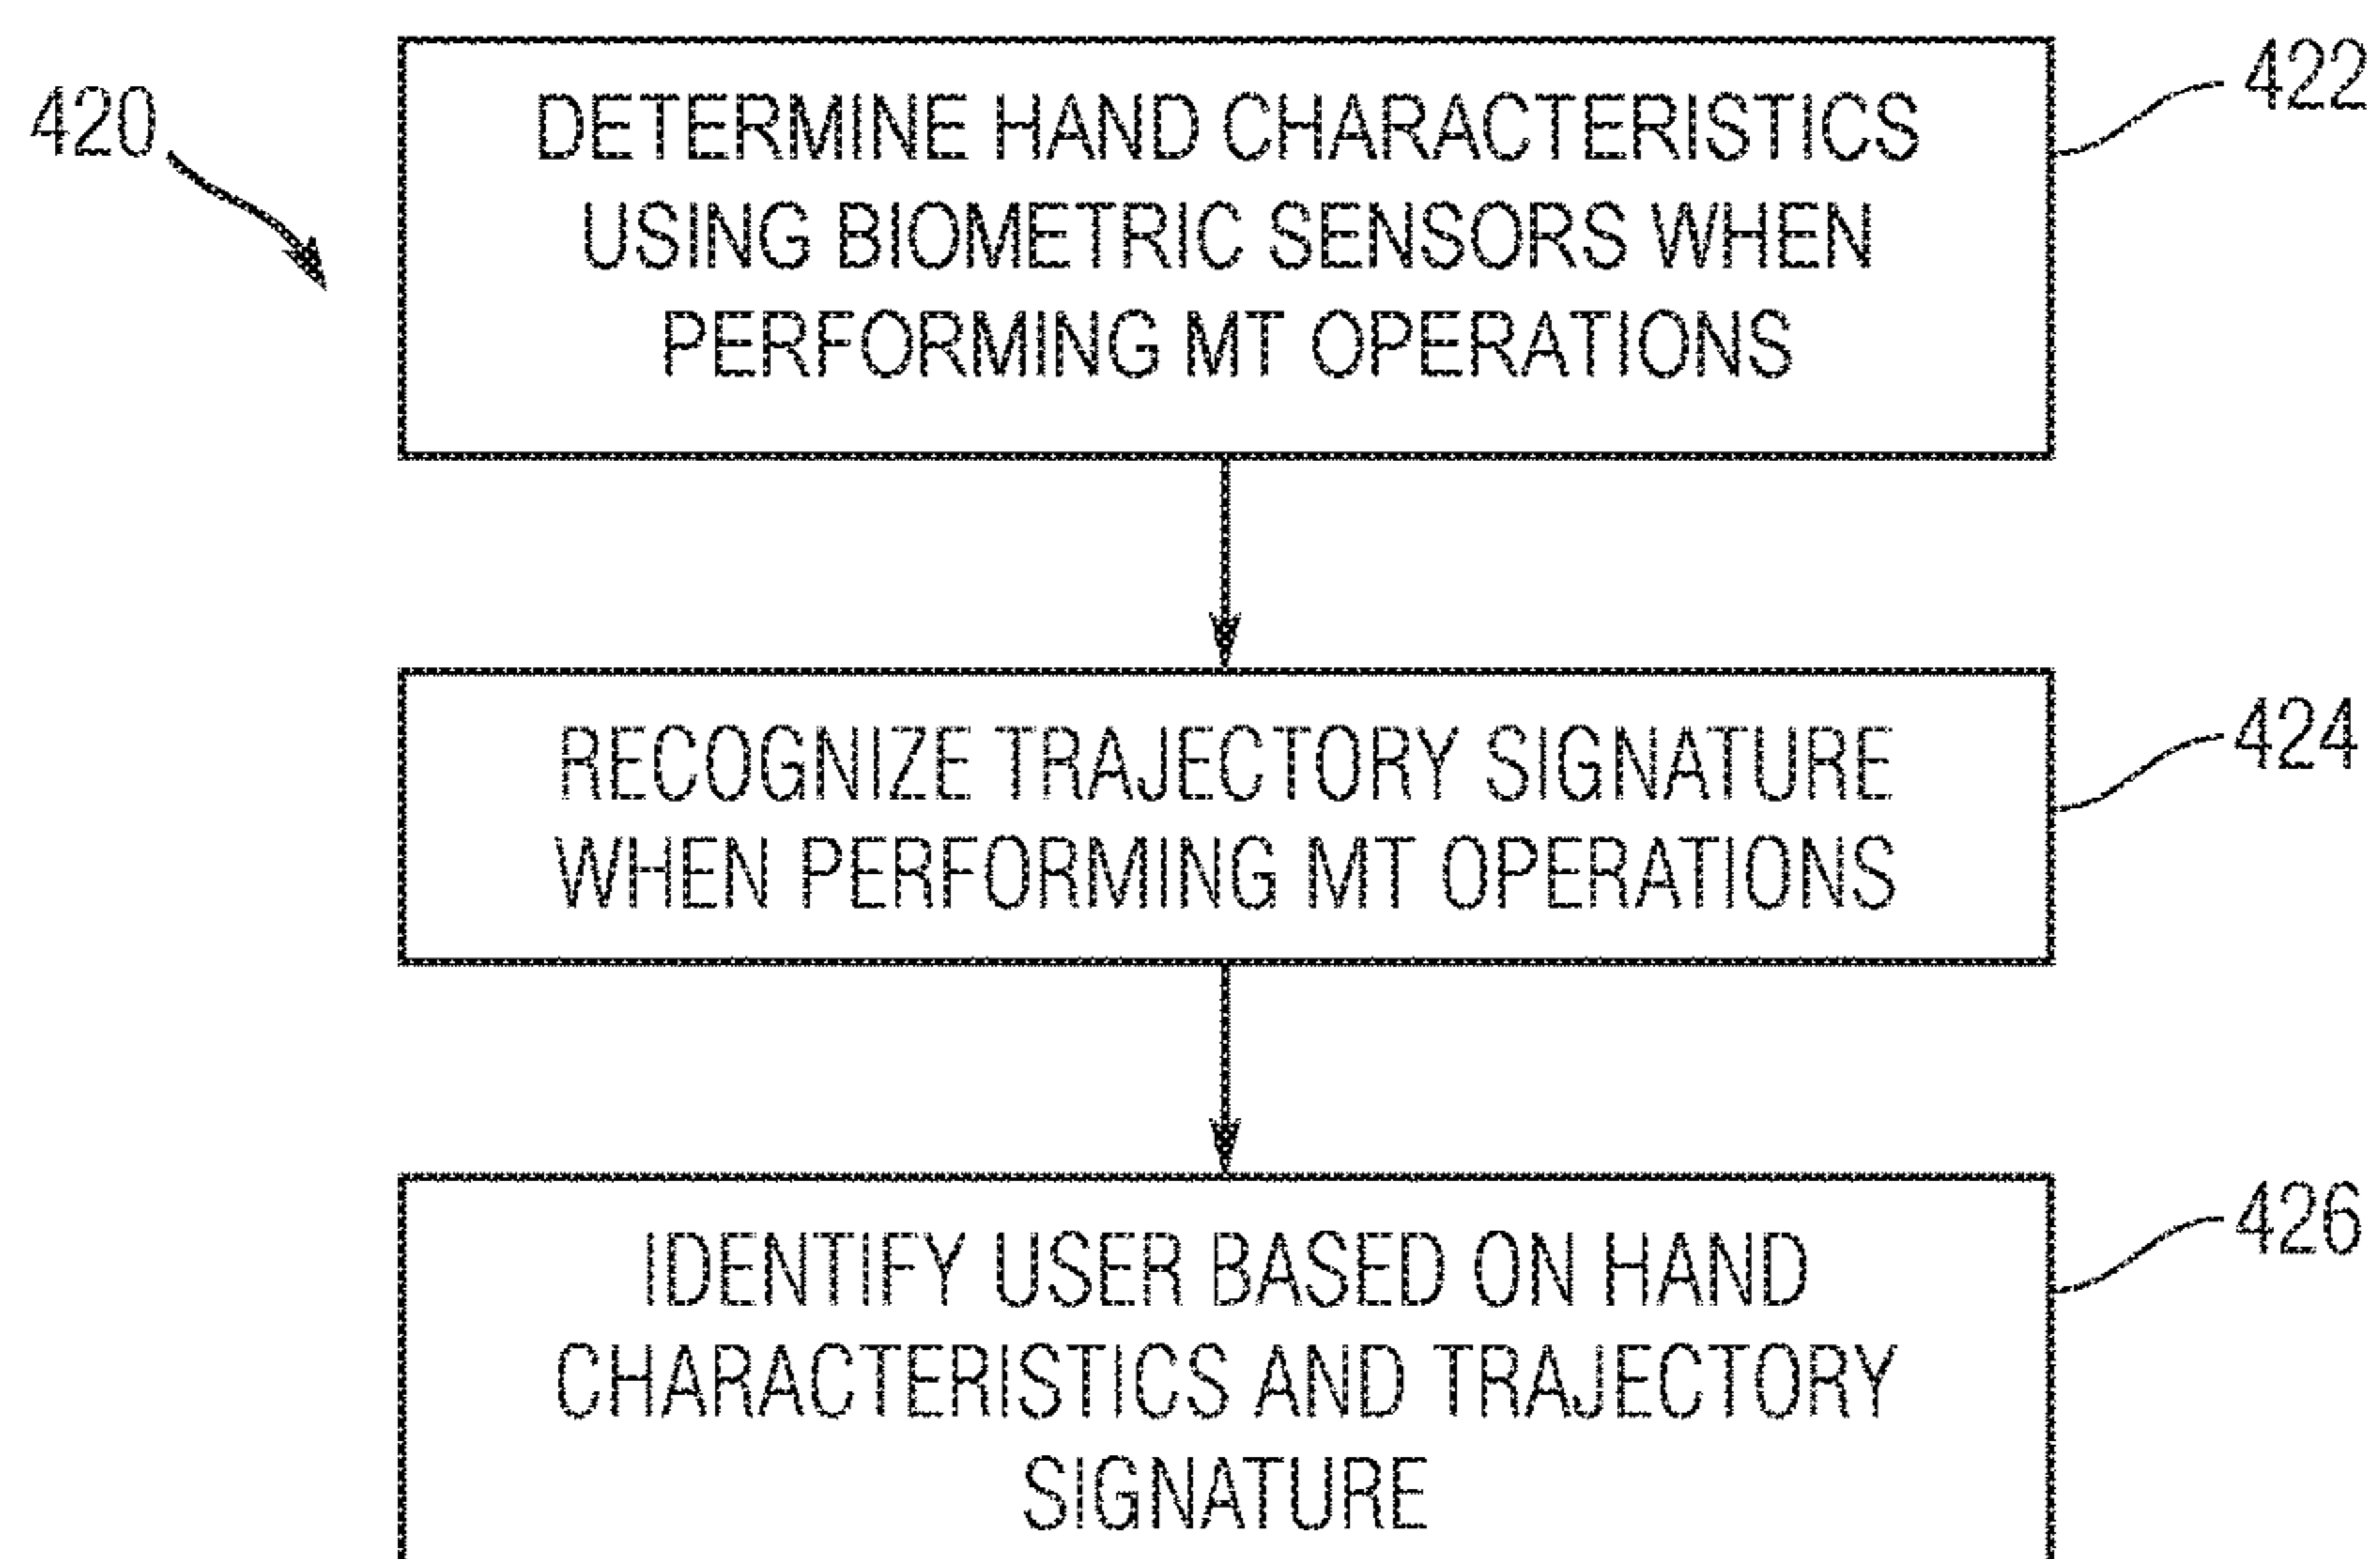 420
DETERMINE HAND CHARACTERISTICS
USING BIOMETRIC SENSORS WHEN
PERFORMING MT OPERATIONS
422
RECOGNIZE TRAJECTORY SIGNATURE
WHEN PERFORMING MT OPERATIONS
424
IDENTIFY USER BASED ON HAND
CHARACTERISTICS AND TRAJECTORY
SIGNATURE
426